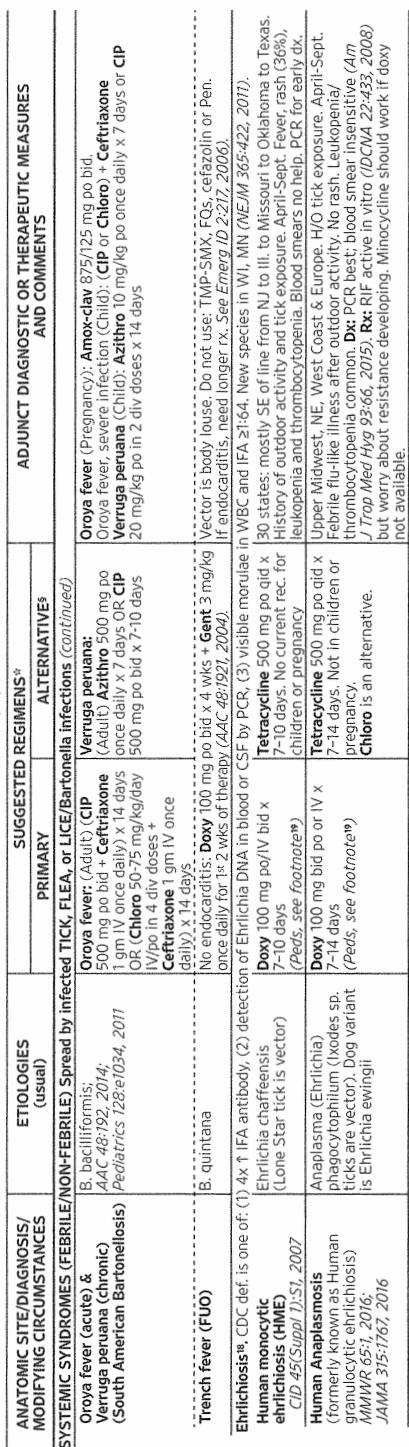 ANATOMIC SITE/DIAGNOSIS/
MODIFYING CIRCUMSTANCES
ETIOLOGIES
(usual)
SUGGESTED REGIMENS*
PRIMARY
ALTERNATIVE§
ADJUNCT DIAGNOSTIC OR THERAPEUTIC MEASURES
AND COMMENTS
SYSTEMIC SYNDROMES (FEBRILE/NON-FEBRILE) Spread by infected TICK, FLEA, or LICE/Bartonella infections (continued)
Oroya fever (acute) &
Verruga peruana (chronic)
(South American Bartonellosis)
B. bacilliformis;
AAC 48:192, 2014;
Pediatrics 128:e1034, 2011
Oroya fever: (Adult) (CIP
500 mg po bid + Ceftriaxone
1 gm IV once daily) x 14 days
OR (Chloro 50-75 mg/kg/day
IV/po in 4 div doses +
Ceftriaxone 1 gm IV once
daily) x 14 days
Verruga peruana:
(Adult) Azithro 500 mg po
once daily x 7 days OR CIP
500 mg po bid x 7-10 days
Oroya fever (Pregnancy): Amox-clav 875/125 mg po bid.
Oroya fever, severe infection (Child): (CIP or Chloro) + Ceftriaxone
Verruga peruana (Child): Azithro 10 mg/kg po once daily x 7 days or CIP
20 mg/kg po in 2 div doses x 14 days
Trench fever (FUO)
B. quintana
No endocarditis: Doxy 100 mg po bid x 4 wks + Gent 3 mg/kg
once daily for 1st 2 wks of therapy (AAC 48:1921, 2004).
Vector is body louse. Do not use: TMP-SMX, FQs, cefazolin or Pen.
If endocarditis, need longer rx. See Emerg ID 2:217, 2006).
Ehrlichiosis¹⁸, CDC def. is one of: (1) 4x ↑ IFA antibody, (2) detection of Ehrlichia DNA in blood or CSF by PCR, (3) visible morulae in WBC and IFA ≥1:64. New species in WI, MN (NEJM 365:422, 2011).
Human monocytic
ehrlichiosis (HME)
CID 45(Suppl 1):S1, 2007
Ehrlichia chaffeensis
(Lone Star tick is vector)
Doxy 100 mg po/IV bid x
7-10 days
(Peds, see footnote¹⁹)
Tetracycline 500 mg po qid x
7-10 days. No current rec. for
children or pregnancy
30 states: mostly SE of line from NJ to Ill. to Missouri to Oklahoma to Texas.
History of outdoor activity and tick exposure. April-Sept. Fever, rash (36%),
leukopenia and thrombocytopenia. Blood smears no help. PCR for early dx.
Human Anaplasmosis
(formerly known as Human
granulocytic ehrlichiosis)
MMWR 65:1, 2016;
JAMA 315:1767, 2016
Anaplasma (Ehrlichia)
phagocytophilum (Ixodes sp.
ticks are vector). Dog variant
is Ehrlichia ewingii
Doxy 100 mg bid po or IV x
7-14 days
(Peds, see footnote¹⁹)
Tetracycline 500 mg po qid x
7-14 days. Not in children or
pregnancy.
Chloro is an alternative.
Upper Midwest, NE, West Coast & Europe. H/O tick exposure. April-Sept.
Febrile flu-like illness after outdoor activity. No rash. Leukopenia/
thrombocytopenia common. Dx: PCR best; blood smear insensitive (Am
J Trop Med Hyg 93:66, 2015). Rx: RIF active in vitro (IDCNA 22:433, 2008)
but worry about resistance developing. Minocycline should work if doxy
not available.